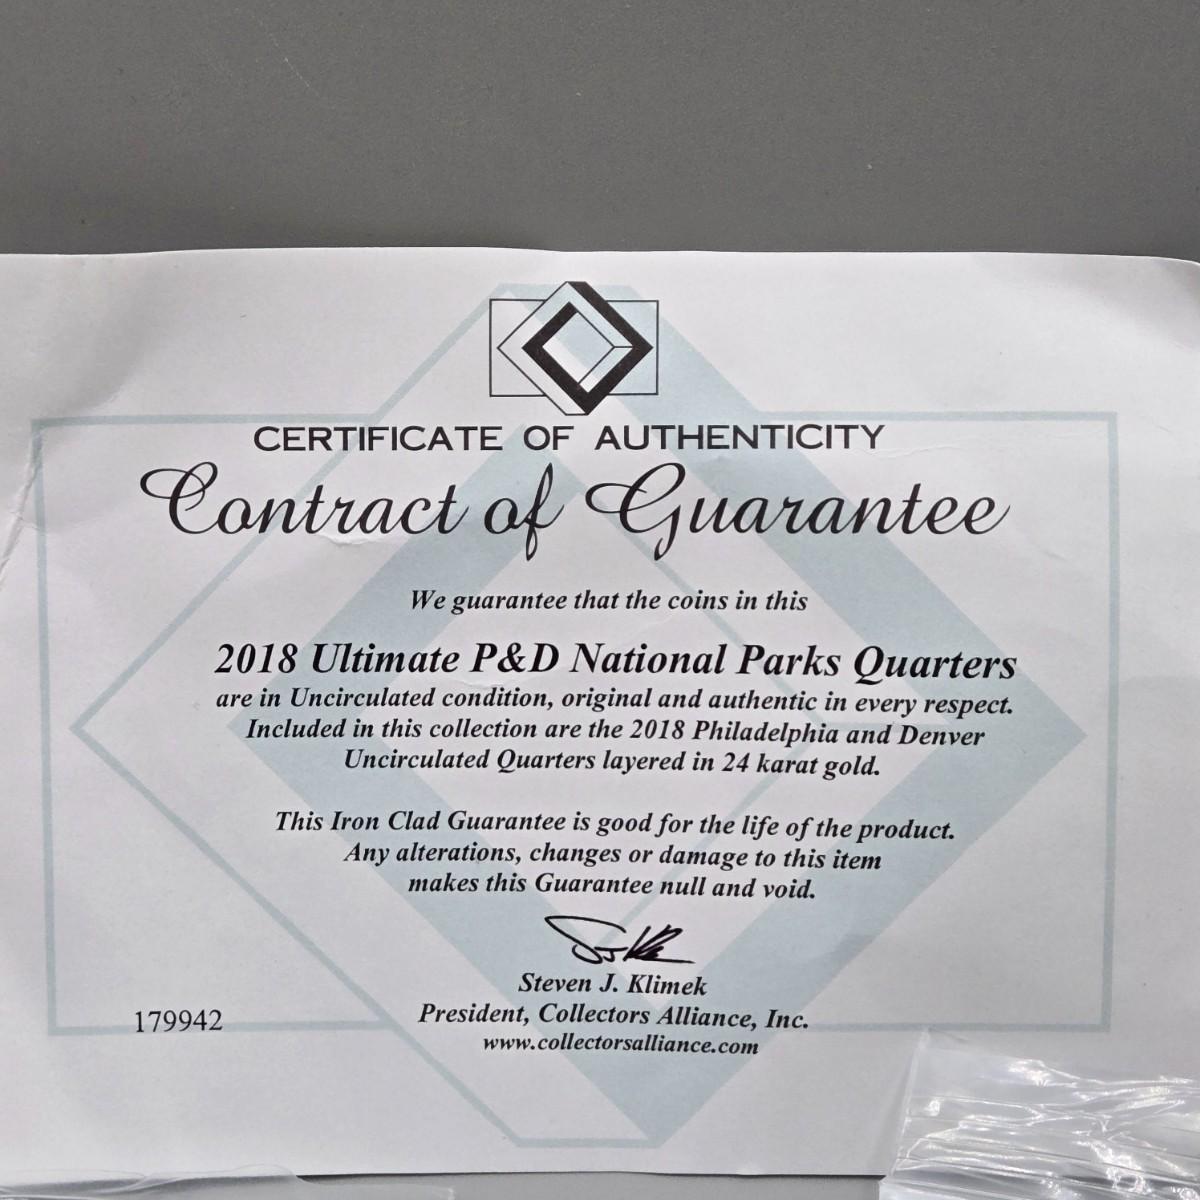 CERTIFICATE OF AUTHENTICITY
Contract of Guarantee
We guarantee that the coins in this
2018 Ultimate P&D National Parks Quarters
are in Uncirculated condition, original and authentic in every respect.
Included in this collection are the 2018 Philadelphia and Denver
Uncirculated Quarters layered in 24 karat gold.
This Iron Clad Guarantee is good for the life of the product.
Any alterations, changes or damage to this item
makes this Guarantee null and void.
Steven J. Klimek
President, Collectors Alliance, Inc.
www.collectorsalliance.com
179942